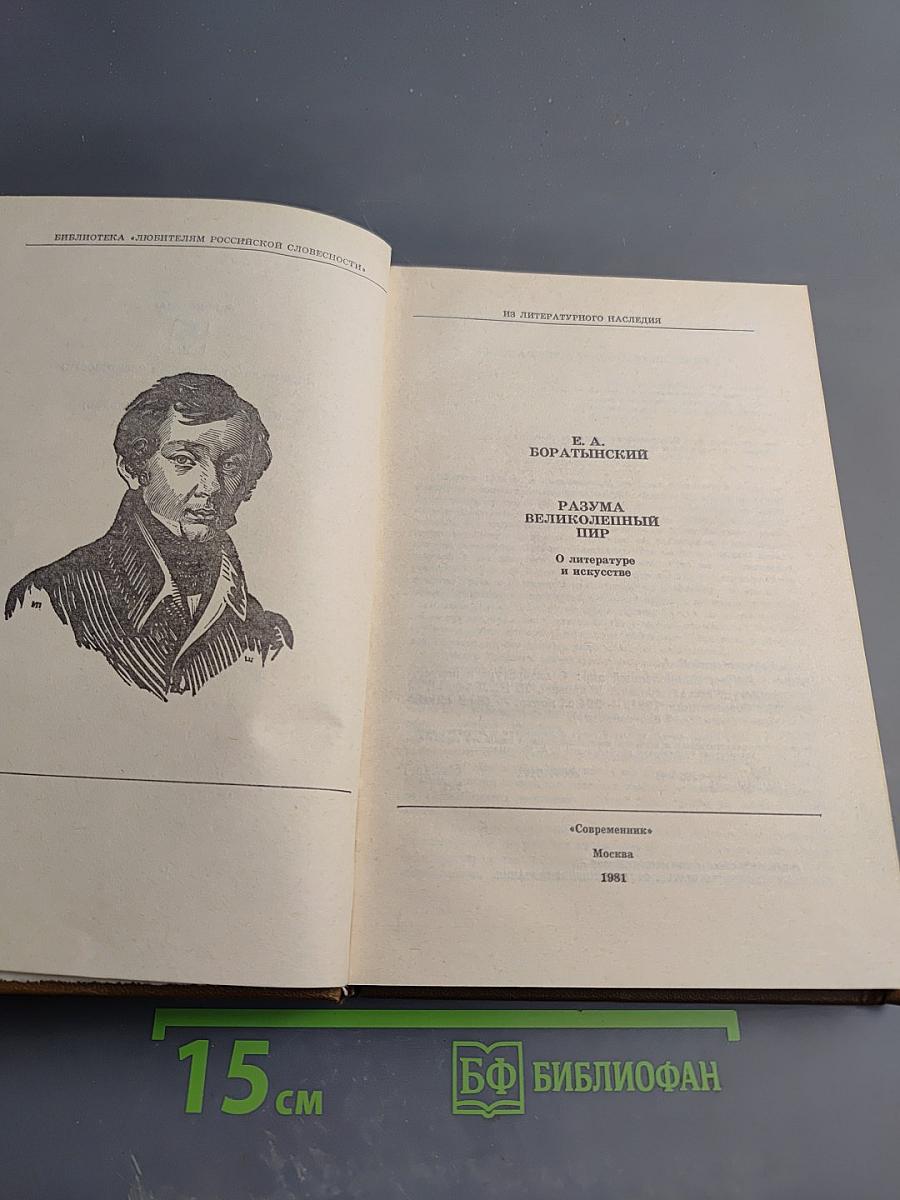 БИБЛИОТЕКА «ЛЮБИТЕЛЯМ РОССИЙСКОЙ СЛОВЕСНОСТИ»
ИП
Ш
ИЗ ЛИТЕРАТУРНОГО НАСЛЕДИЯ
Е. А.
БОРАТЫНСКИЙ
РАЗУМА
ВЕЛИКОЛЕПНЫЙ
ПИР
О литературе
и искусстве
«Современник»
Москва
1981
15 см
БФ БИБЛИОФАН